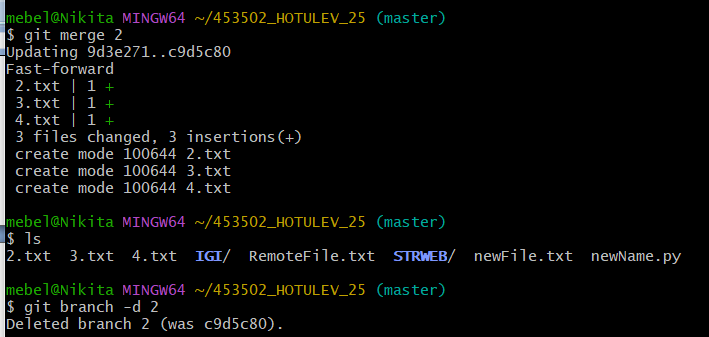 mebel@Nikita MINGW64 ~/453502_HOTULEV_25 (master)
$ git merge 2
Updating 9d3e271..c9d5c80
Fast-forward
 2.txt | 1 +
 3.txt | 1 +
 4.txt | 1 +
 3 files changed, 3 insertions(+)
 create mode 100644 2.txt
 create mode 100644 3.txt
 create mode 100644 4.txt
mebel@Nikita MINGW64 ~/453502_HOTULEV_25 (master)
$ ls
2.txt  3.txt  4.txt  IGI/  RemoteFile.txt  STRWEB/  newFile.txt  newName.py
mebel@Nikita MINGW64 ~/453502_HOTULEV_25 (master)
$ git branch -d 2
Deleted branch 2 (was c9d5c80).